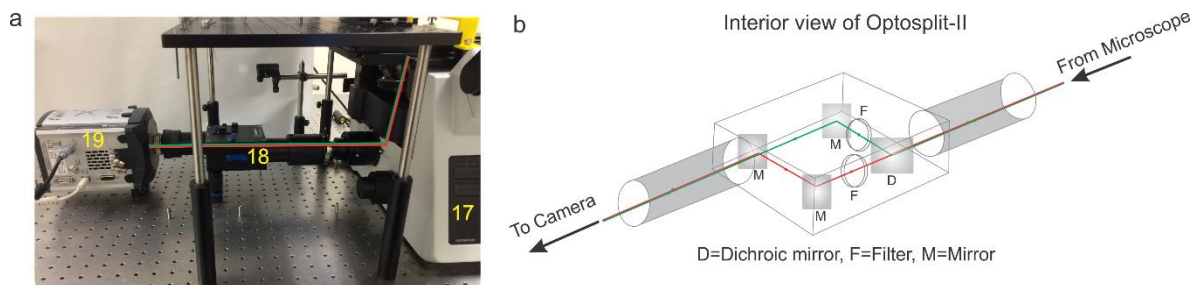 a
19
18
17
b
Interior view of Optosplit-II
From Microscope
F
M
M
D
F
M
To Camera
D=Dichroic mirror, F=Filter, M=Mirror